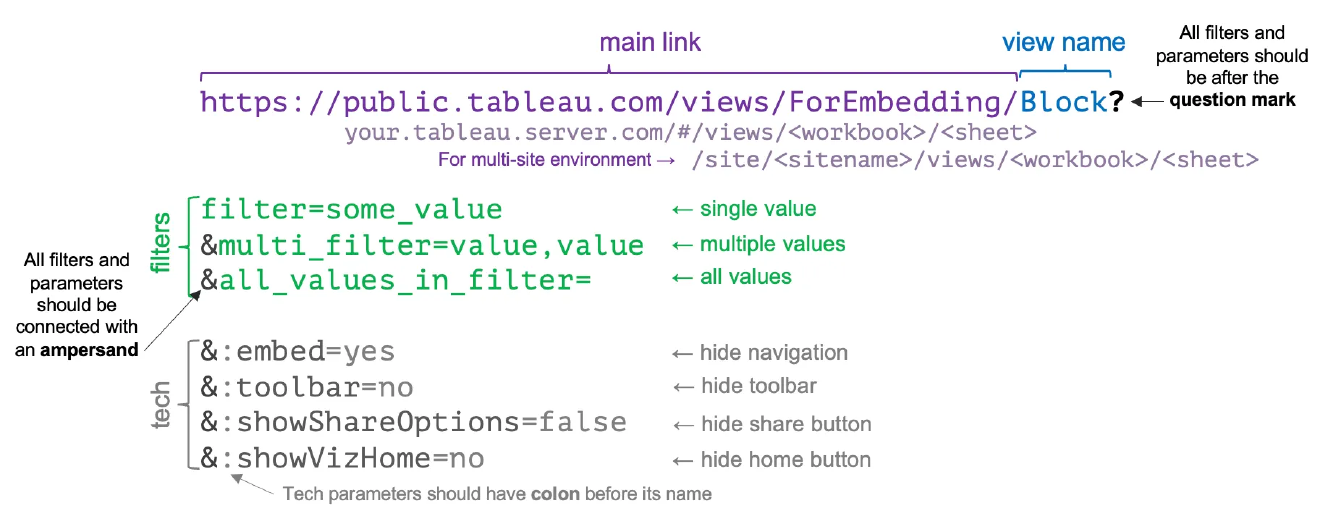 main link
view name
All filters and
parameters should
be after the
question mark
https://public.tableau.com/views/ForEmbedding/Block?
your.tableau.server.com/#/views/<workbook>/<sheet>
For multi-site environment → /site/<sitename>/views/<workbook>/<sheet>
filters
filter=some_value ← single value
&multi_filter=value,value ← multiple values
&all_values_in_filter= ← all values
All filters and
parameters
should be
connected with
an ampersand
tech
&:embed=yes ← hide navigation
&:toolbar=no ← hide toolbar
&:showShareOptions=false ← hide share button
&:showVizHome=no ← hide home button
Tech parameters should have colon before its name